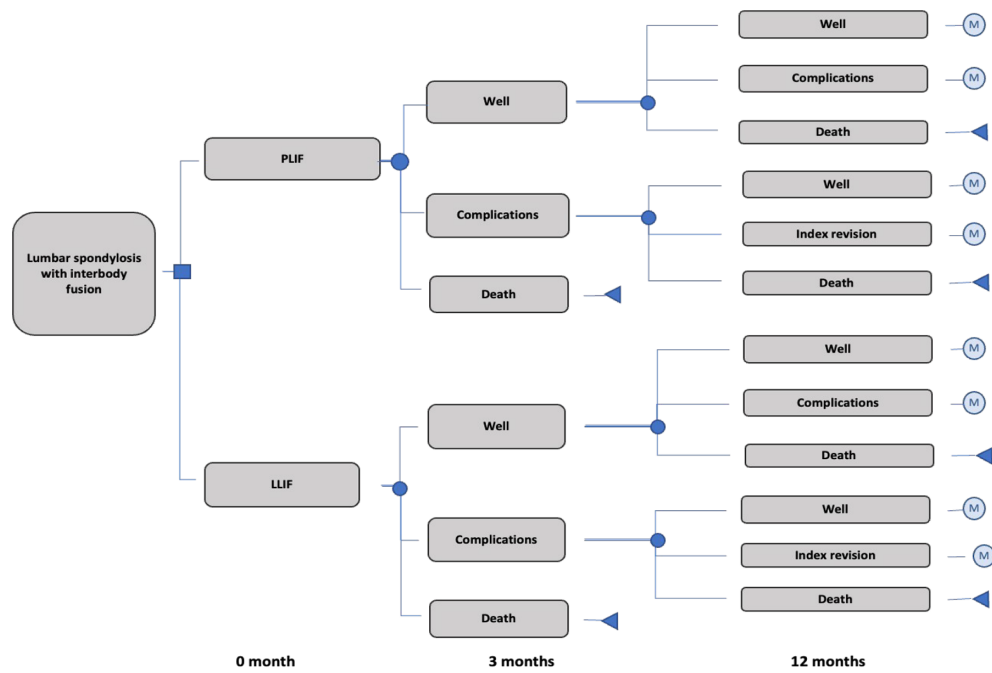 Lumbar spondylosis
with interbody
fusion
PLIF
LLIF
Well
Complications
Death
Well
Complications
Death
Well
M
Complications
M
Death
Well
M
Index revision
M
Death
Well
M
Complications
M
Death
Well
M
Index revision
M
Death
0 month
3 months
12 months